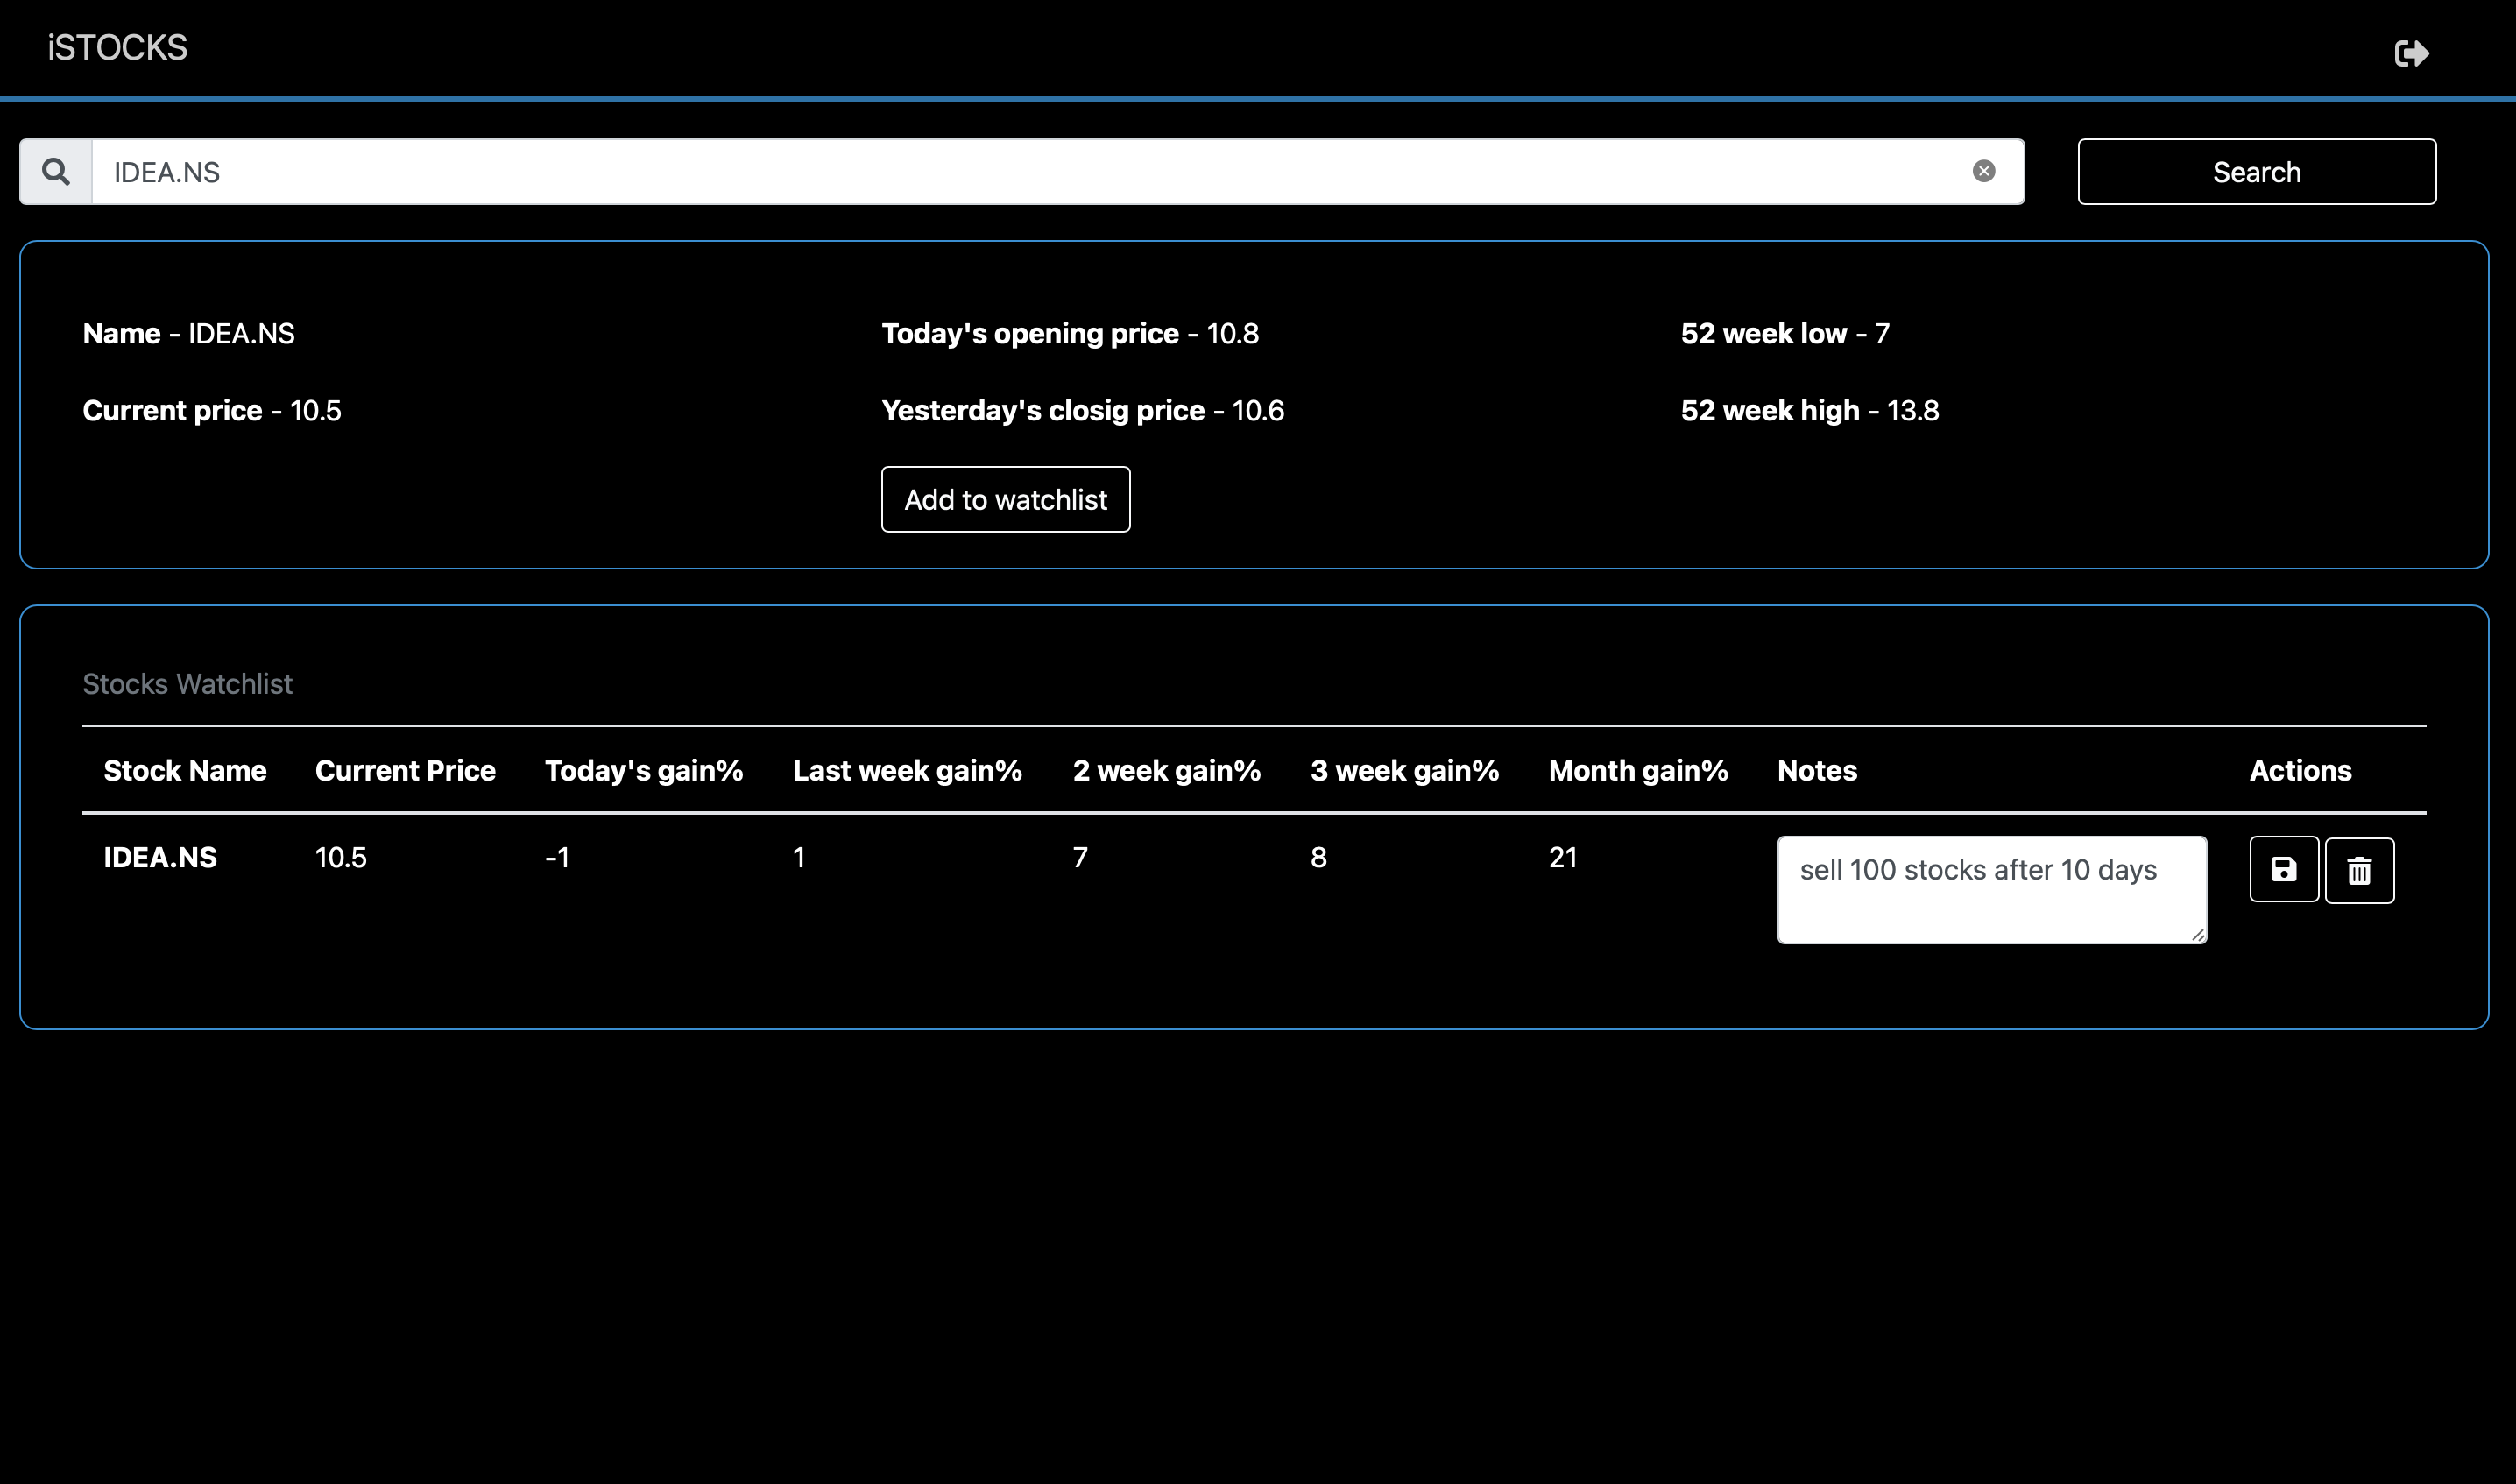 iSTOCKS
IDEA.NS
Search
Name - IDEA.NS
Today's opening price - 10.8
52 week low - 7
Current price - 10.5
Yesterday's closig price - 10.6
52 week high - 13.8
Add to watchlist
Stocks Watchlist
Stock Name Current Price Today's gain% Last week gain% 2 week gain% 3 week gain% Month gain% Notes Actions
IDEA.NS 10.5 -1 1 7 8 21 sell 100 stocks after 10 days